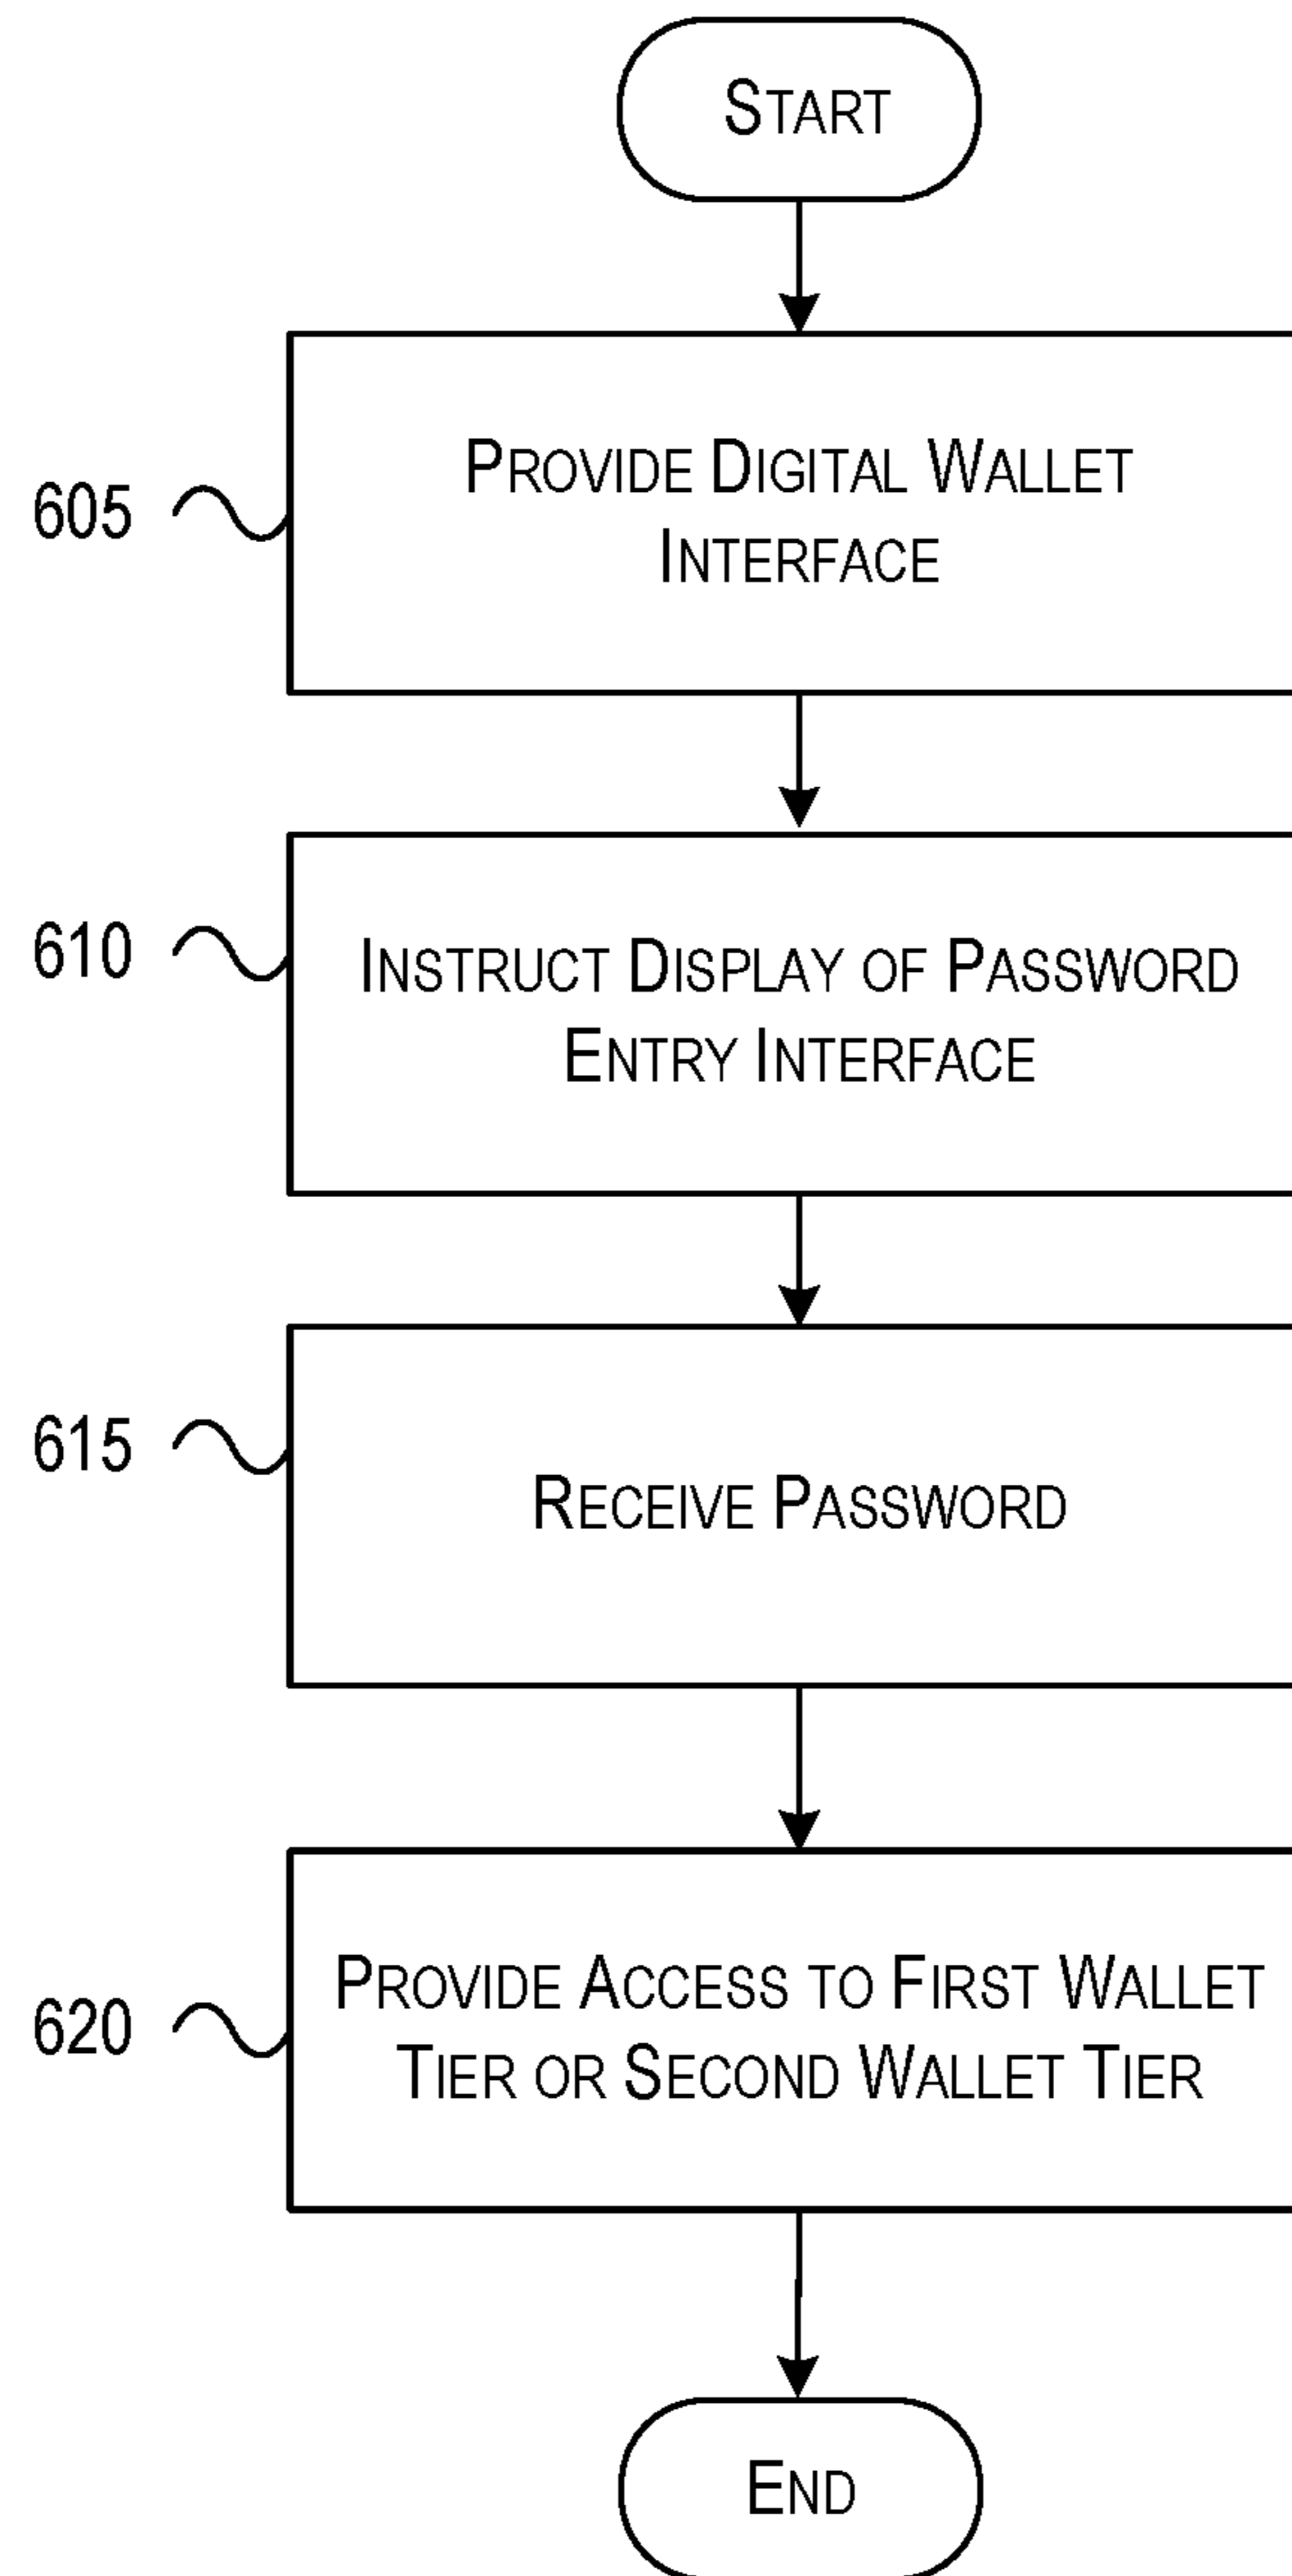 START
PROVIDE DIGITAL WALLET
INTERFACE
605
INSTRUCT DISPLAY OF PASSWORD
ENTRY INTERFACE
610
RECEIVE PASSWORD
615
PROVIDE ACCESS TO FIRST WALLET
TIER OR SECOND WALLET TIER
620
END